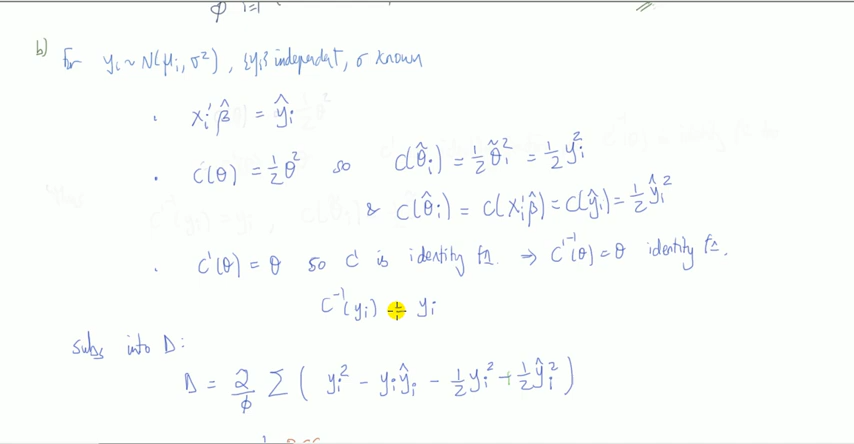 φ i=1
b) For yᵢ ~ N(μᵢ, σ²), {yᵢ} independent, σ known
· xᵢ'β̂ = ŷᵢ
· c(θ) = ½θ² so c(θ̃ᵢ) = ½θ̃ᵢ² = ½yᵢ²
& c(θ̂ᵢ) = c(xᵢ'β̂) = c(ŷᵢ) = ½ŷᵢ²
· c'(θ) = θ so c' is identity fn ⇒ c'⁻¹(θ) = θ identity fn.
c'⁻¹(yᵢ) = yᵢ
subs into D:
D = 2/φ Σ ( yᵢ² - yᵢŷᵢ - ½yᵢ² + ½ŷᵢ² )